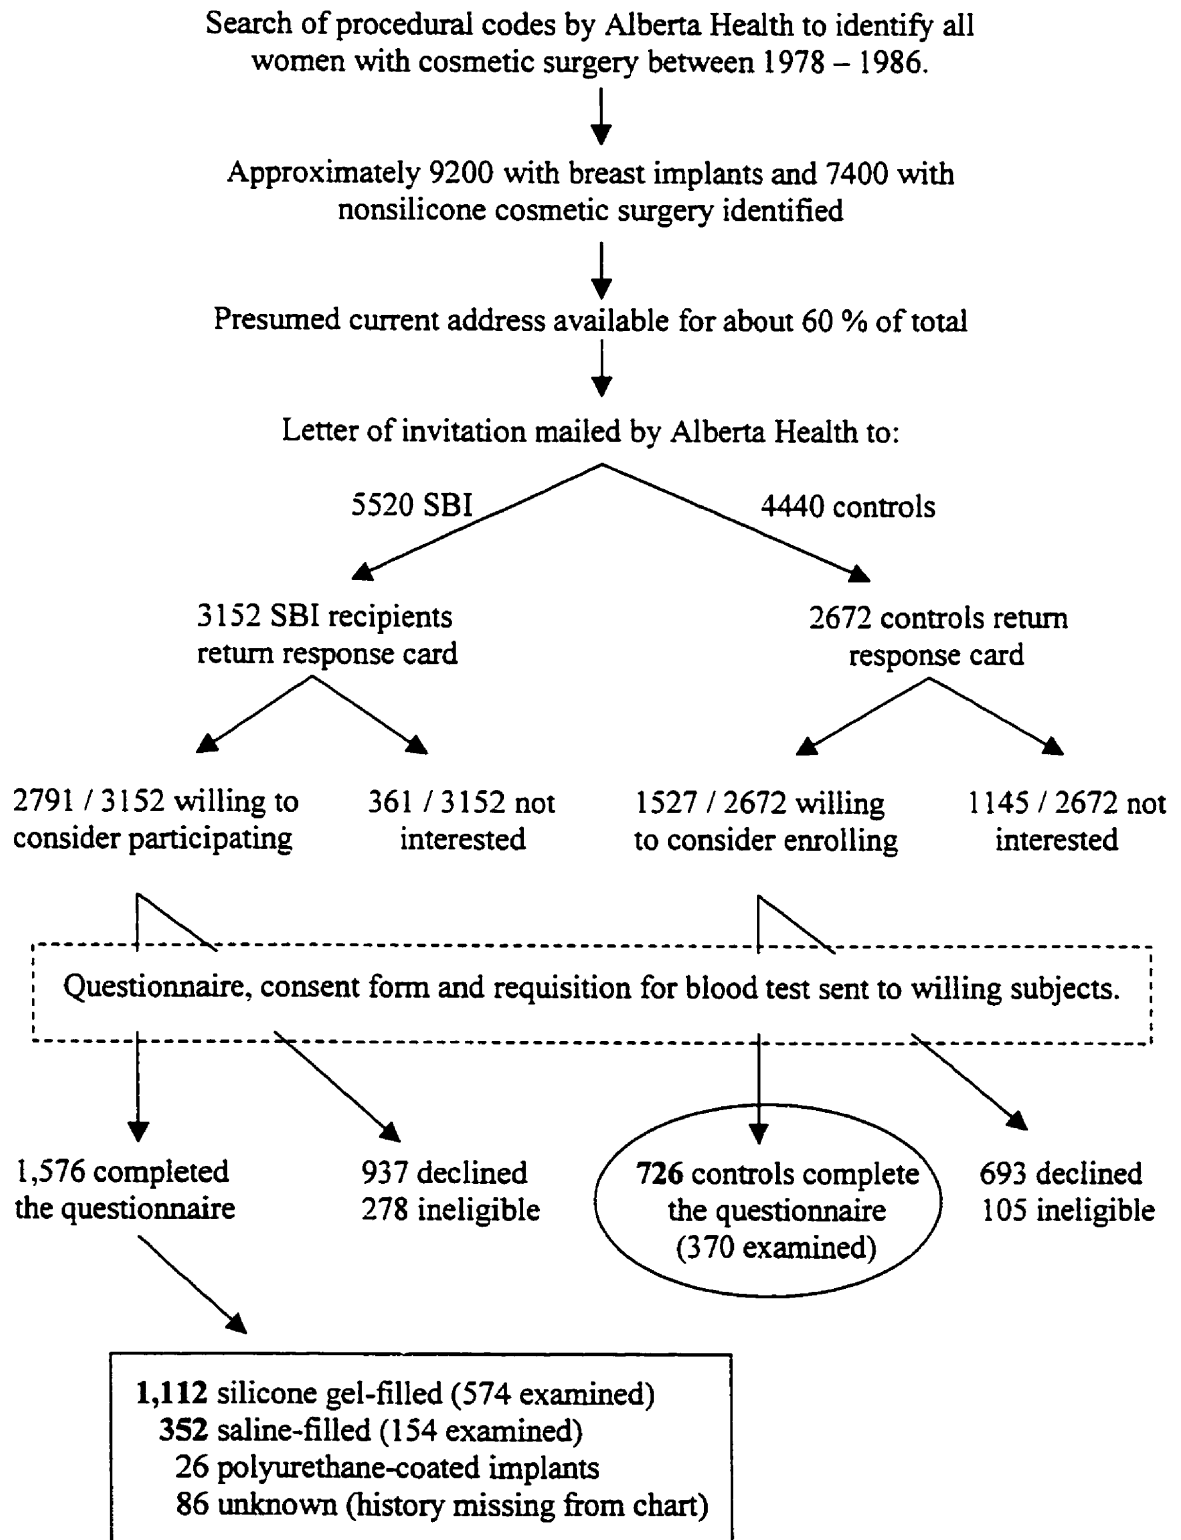 Search of procedural codes by Alberta Health to identify all
women with cosmetic surgery between 1978 – 1986.
Approximately 9200 with breast implants and 7400 with
nonsilicone cosmetic surgery identified
Presumed current address available for about 60 % of total
Letter of invitation mailed by Alberta Health to:
5520 SBI
4440 controls
3152 SBI recipients
return response card
2672 controls return
response card
2791 / 3152 willing to
consider participating
361 / 3152 not
interested
1527 / 2672 willing
to consider enrolling
1145 / 2672 not
interested
Questionnaire, consent form and requisition for blood test sent to willing subjects.
1,576 completed
the questionnaire
937 declined
278 ineligible
726 controls complete
the questionnaire
(370 examined)
693 declined
105 ineligible
1,112 silicone gel-filled (574 examined)
352 saline-filled (154 examined)
26 polyurethane-coated implants
86 unknown (history missing from chart)